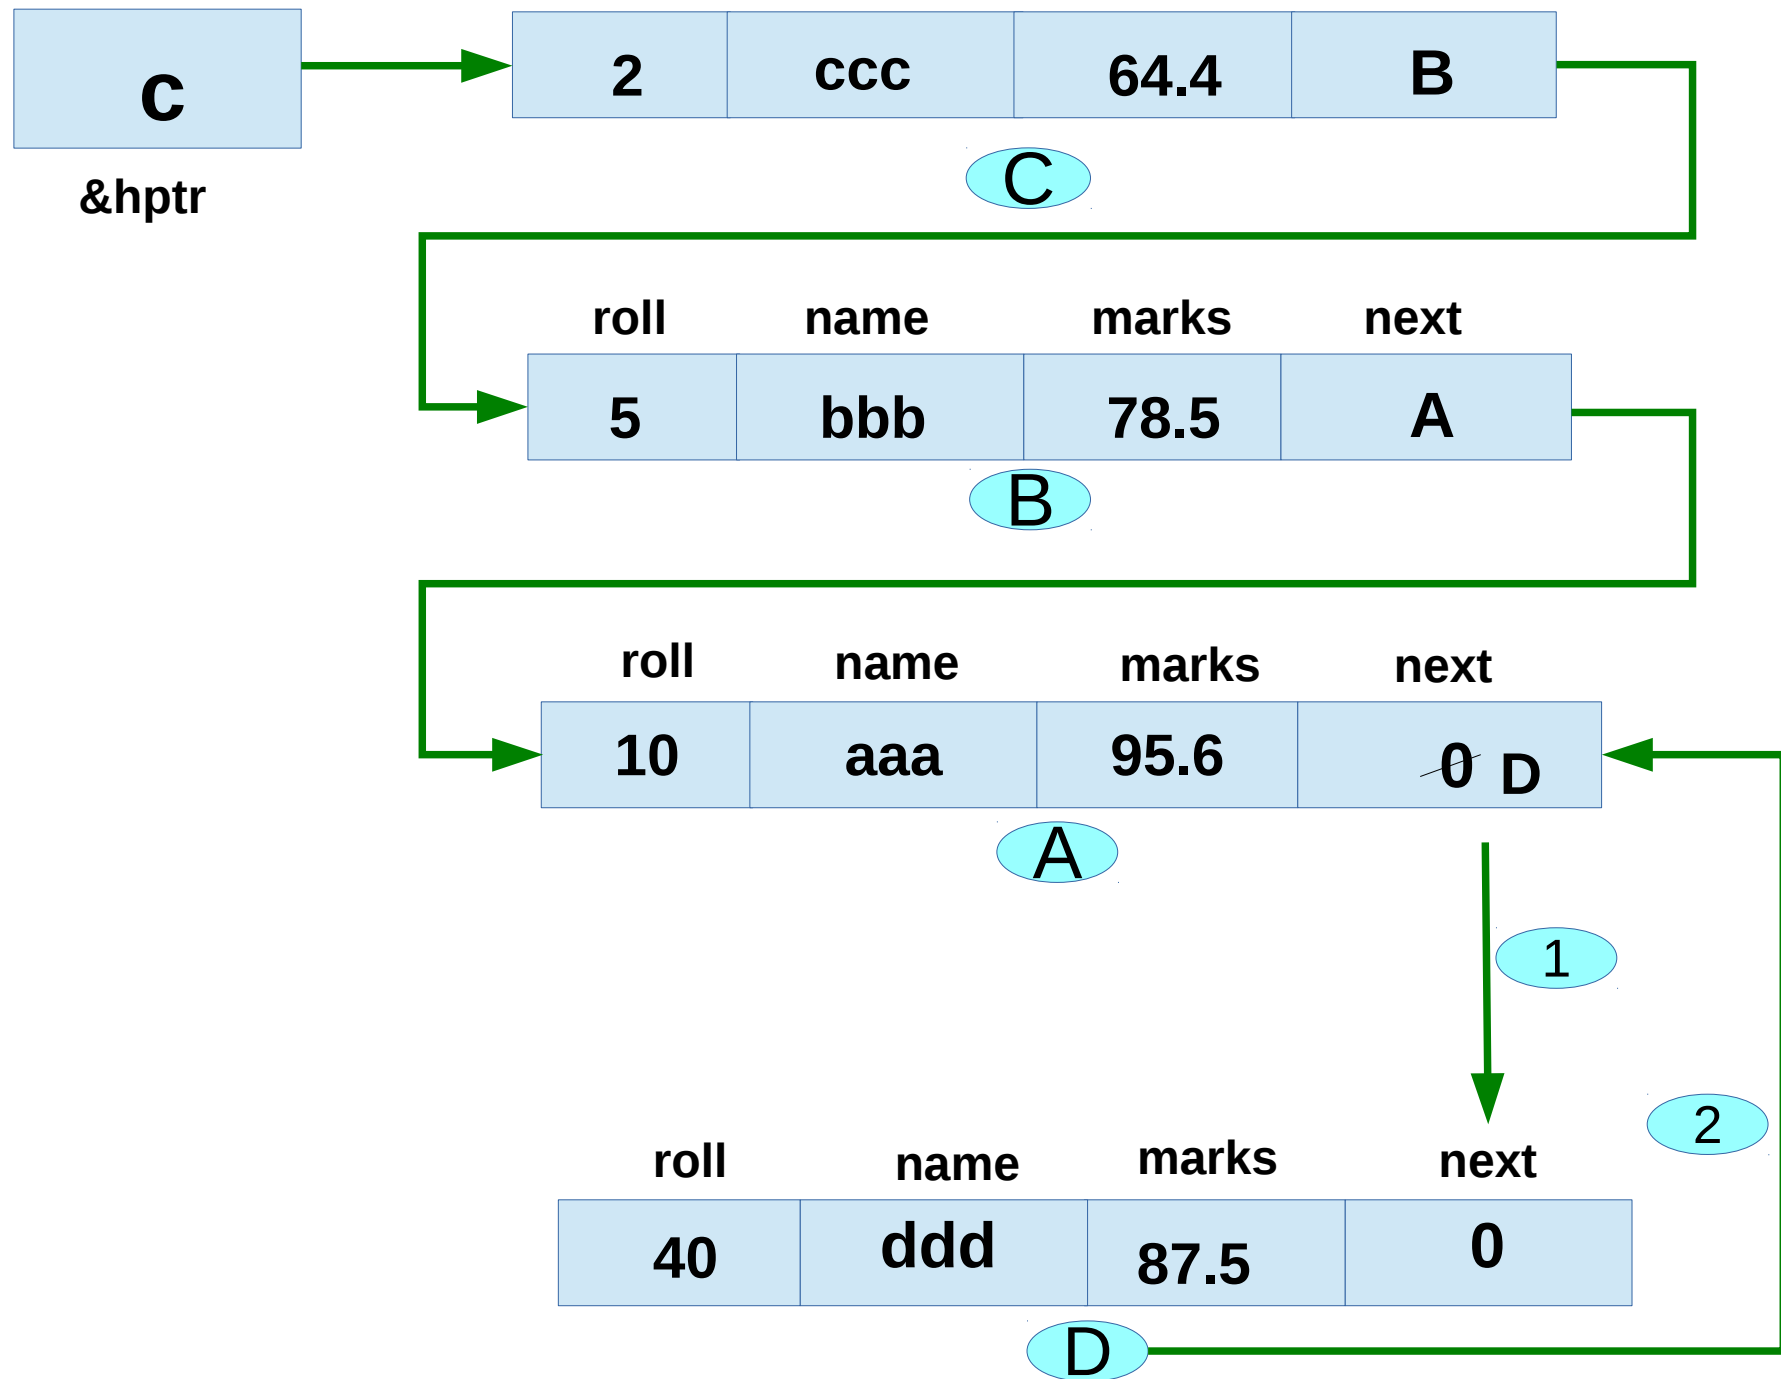 c 2 ccc 64.4 B
C
&hptr
roll name marks next
5 bbb 78.5 A
B
roll name marks next
10 aaa 95.6 0 D
A
1
2
roll name marks next
40 ddd 87.5 0
D